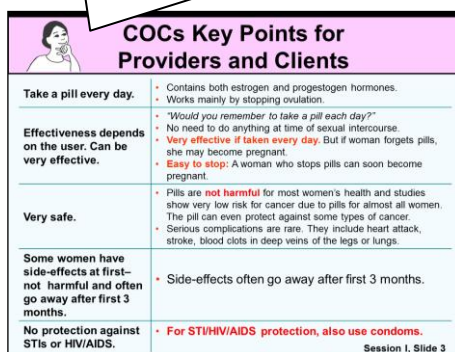 COCs Key Points for
Providers and Clients
Take a pill every day.
• Contains both estrogen and progestogen hormones.
• Works mainly by stopping ovulation.
Effectiveness depends
on the user. Can be
very effective.
• "Would you remember to take a pill each day?"
• No need to do anything at time of sexual intercourse.
• Very effective if taken every day. But if woman forgets pills,
she may become pregnant.
• Easy to stop: A woman who stops pills can soon become
pregnant.
Very safe.
• Pills are not harmful for most women's health and studies
show very low risk for cancer due to pills for almost all women.
The pill can even protect against some types of cancer.
• Serious complications are rare. They include heart attack,
stroke, blood clots in deep veins of the legs or lungs.
Some women have
side-effects at first–
not harmful and often
go away after first 3
months.
• Side-effects often go away after first 3 months.
No protection against
STIs or HIV/AIDS.
• For STI/HIV/AIDS protection, also use condoms.
Session I, Slide 3